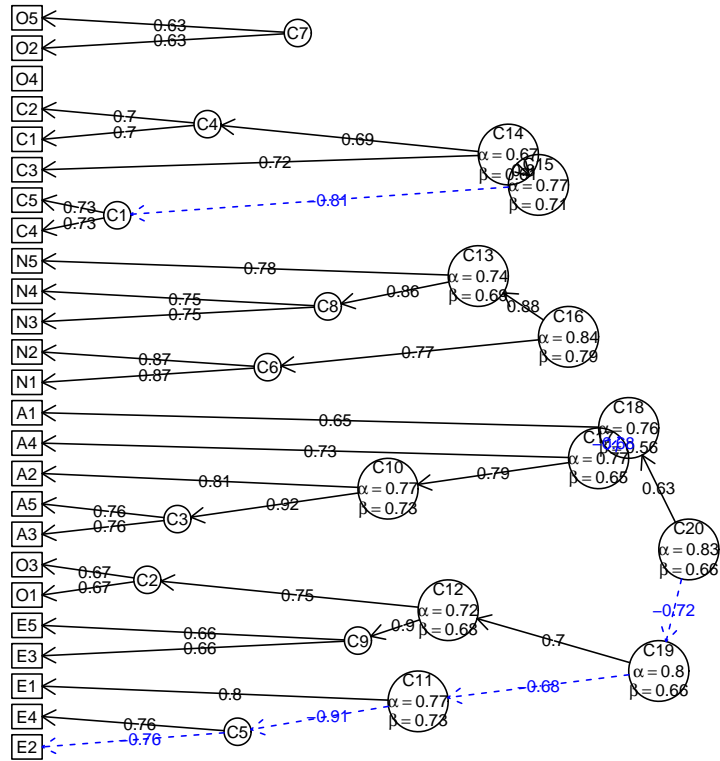 O5
0.63
C7
O2
0.63
O4
C2
0.7
C4
C1
0.7
0.69
C14
α = 0.67
C3
0.72
C15
α = 0.77
β = 0.71
C5
0.73
C1
−0.81
C4
0.73
N5
0.78
C13
α = 0.74
β = 0.69
N4
0.75
C8
0.86
N3
0.75
0.88
C16
α = 0.84
β = 0.79
N2
0.87
C6
0.77
N1
0.87
A1
0.65
C18
α = 0.76
A4
0.73
α = 0.77
β = 0.65
A2
0.81
C10
α = 0.77
β = 0.73
0.79
A5
0.76
C3
0.92
A3
0.76
0.63
C20
α = 0.83
β = 0.66
O3
0.67
C2
0.75
O1
0.67
C12
α = 0.72
β = 0.68
−0.72
E5
0.66
C9
0.9
E3
0.66
0.7
C19
α = 0.8
β = 0.66
E1
0.8
C11
α = 0.77
β = 0.73
−0.68
E4
0.76
C5
−0.91
E2
−0.76